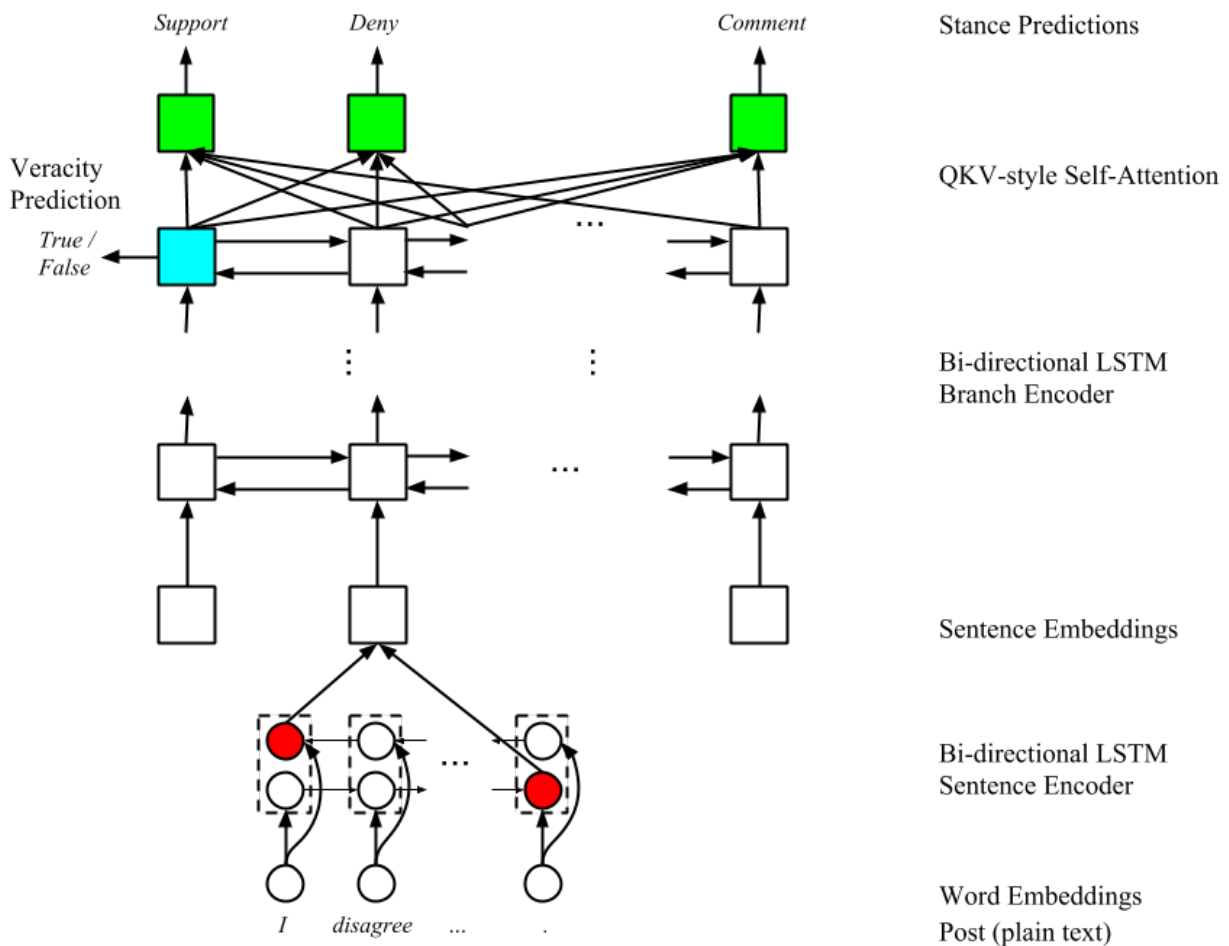 Support Deny Comment Stance Predictions
Veracity
Prediction
QKV-style Self-Attention
True /
False
...
Bi-directional LSTM
Branch Encoder
...
...
...
Sentence Embeddings
Bi-directional LSTM
Sentence Encoder
...
Word Embeddings
I disagree ... .
Post (plain text)